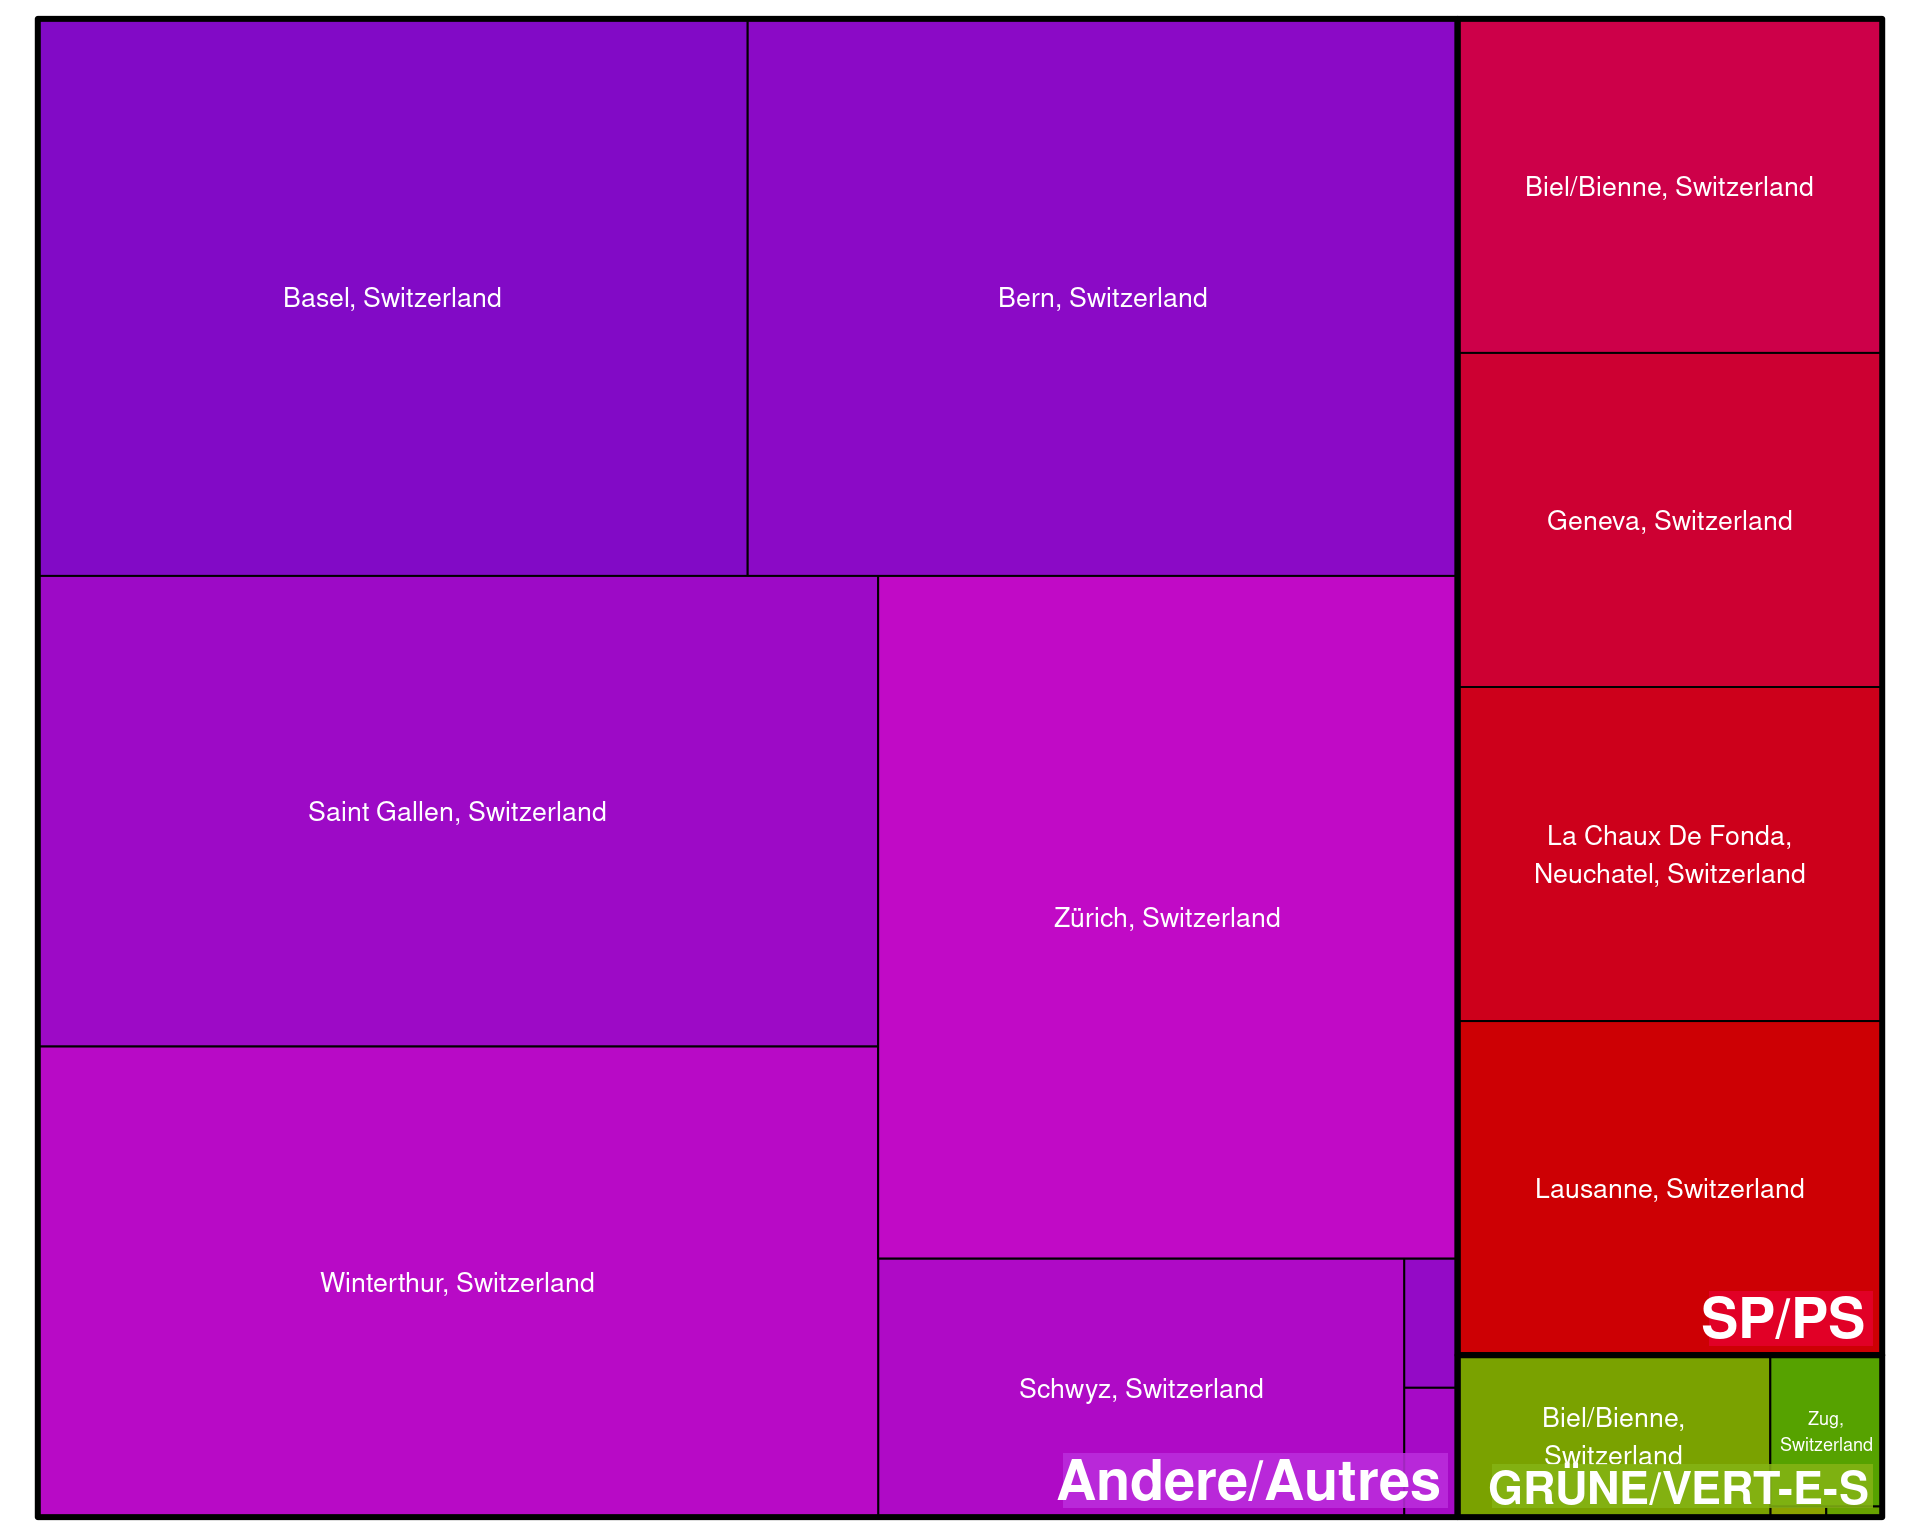 Basel, Switzerland
Bern, Switzerland
Saint Gallen, Switzerland
Zürich, Switzerland
Winterthur, Switzerland
Schwyz, Switzerland
Andere/Autres
Biel/Bienne, Switzerland
Geneva, Switzerland
La Chaux De Fonda,
Neuchatel, Switzerland
Lausanne, Switzerland
SP/PS
Biel/Bienne,
Switzerland
Zug,
Switzerland
GRÜNE/VERT-E-S